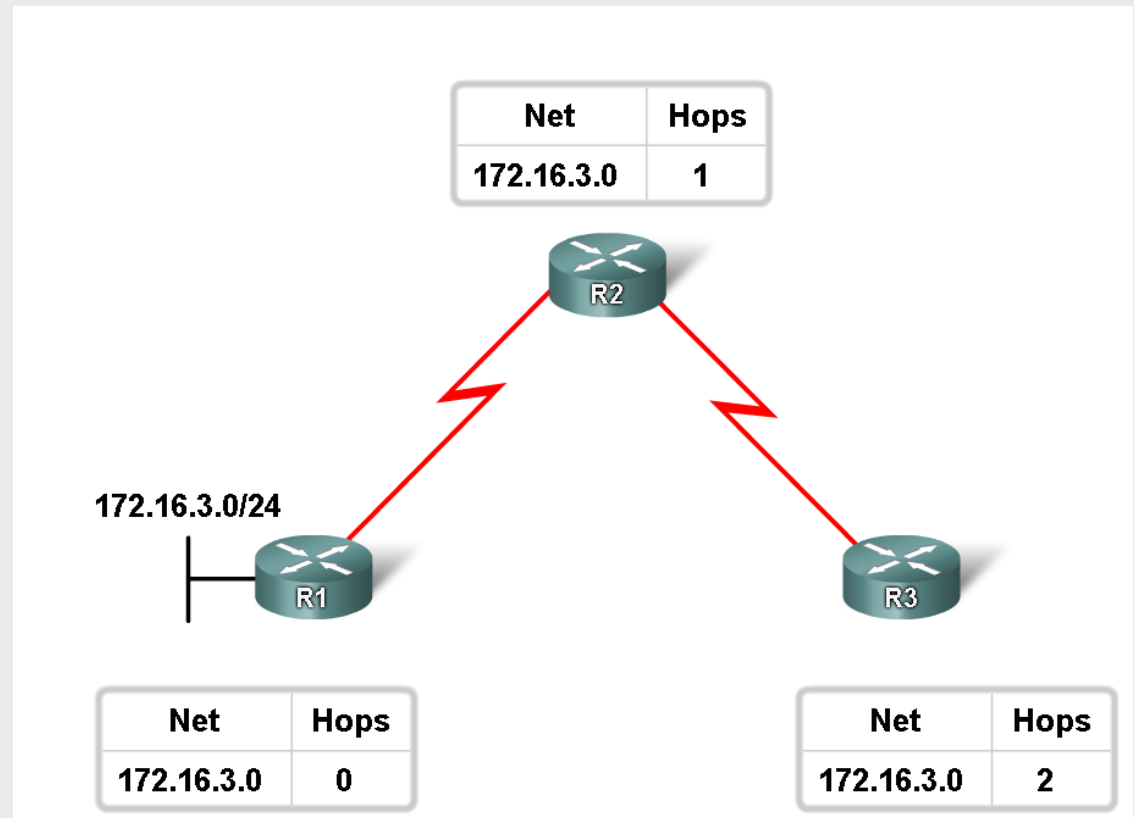 Net Hops
172.16.3.0 1
R2
172.16.3.0/24
R1
R3
Net Hops
172.16.3.0 0
Net Hops
172.16.3.0 2